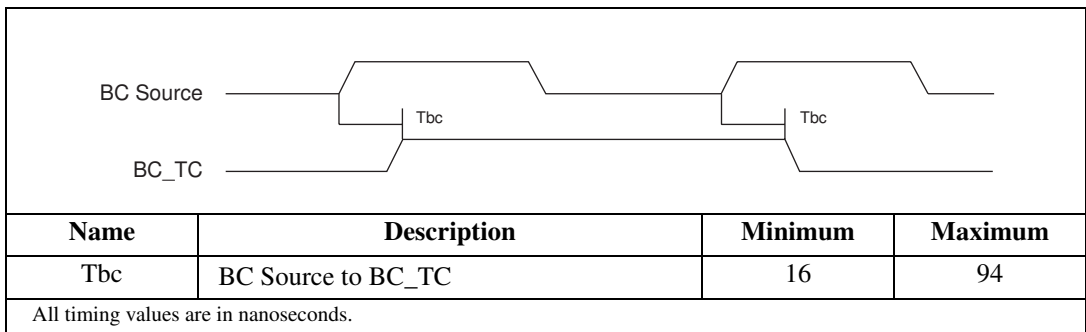 BC Source
Tbc Tbc
BC_TC
Name Description Minimum Maximum
Tbc BC Source to BC_TC 16 94
All timing values are in nanoseconds.